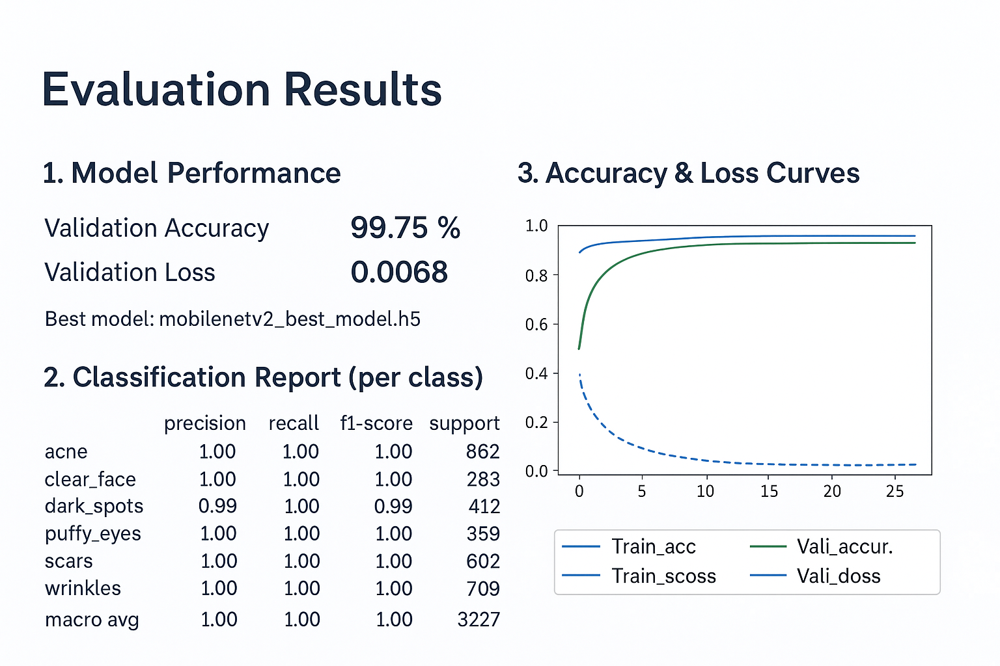 Evaluation Results
1. Model Performance
Validation Accuracy 99.75 %
Validation Loss 0.0068
Best model: mobilenetv2_best_model.h5
2. Classification Report (per class)
precision recall f1-score support
acne 1.00 1.00 1.00 862
clear_face 1.00 1.00 1.00 283
dark_spots 0.99 1.00 0.99 412
puffy_eyes 1.00 1.00 1.00 359
scars 1.00 1.00 1.00 602
wrinkles 1.00 1.00 1.00 709
macro avg 1.00 1.00 1.00 3227
3. Accuracy & Loss Curves
1.0
0.8
0.6
0.4
0.2
0.0
0 5 10 15 20 25
Train_acc Vali_accur.
Train_scoss Vali_doss